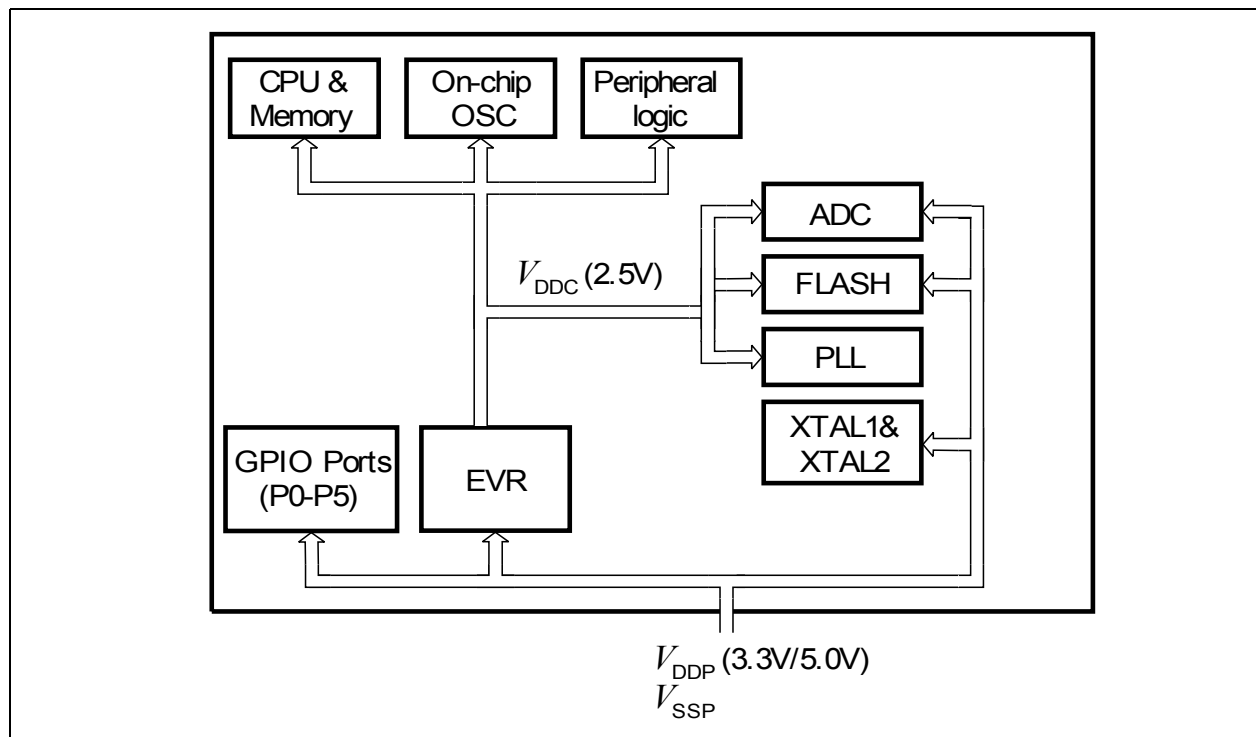 CPU &
Memory
On-chip
OSC
Peripheral
logic
ADC
VDDC (2.5V)
FLASH
PLL
XTAL1&
XTAL2
GPIO Ports
(P0-P5)
EVR
VDDP (3.3V/5.0V)
VSSP